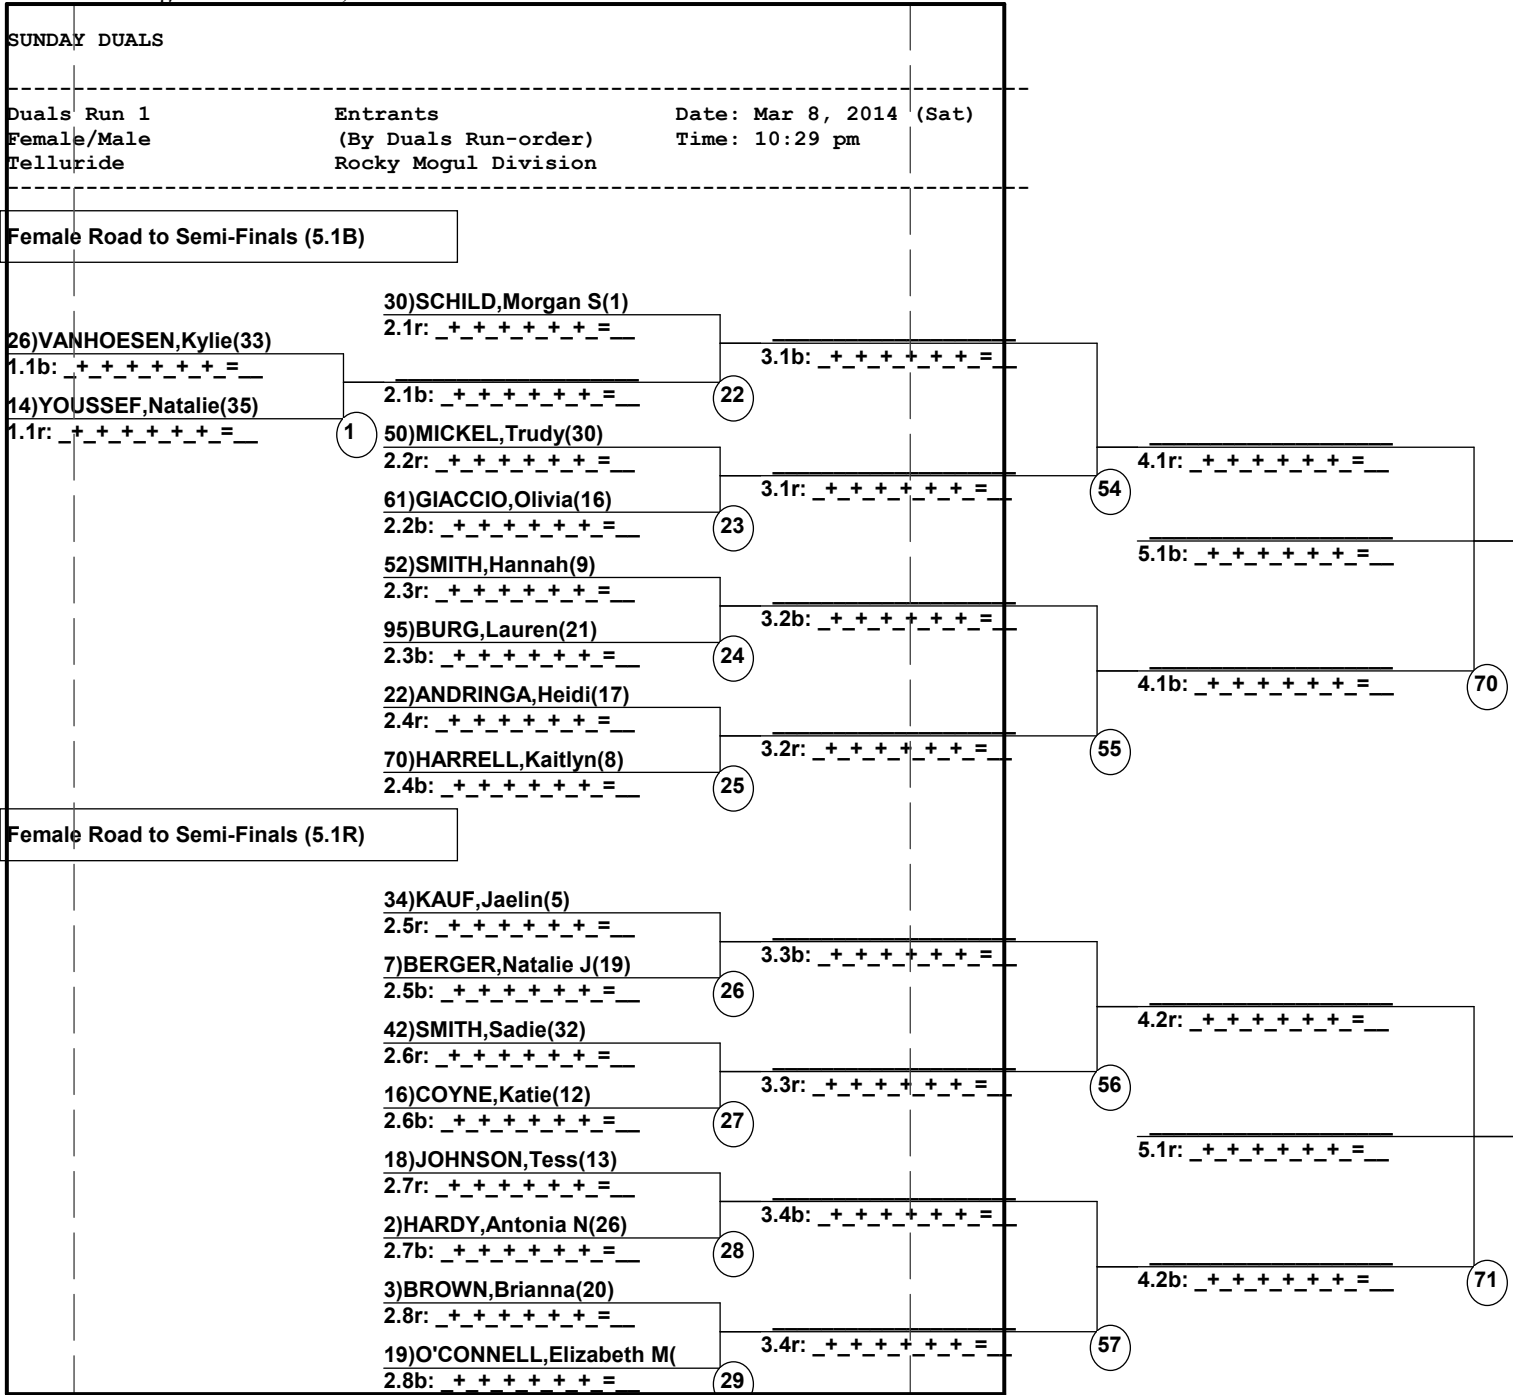 SUNDAY DUALS
Duals Run 1 Entrants Date: Mar 8, 2014 (Sat)
Female/Male (By Duals Run-order) Time: 10:29 pm
Telluride Rocky Mogul Division
Female Road to Semi-Finals (5.1B)
30)SCHILD,Morgan S(1)
2.1r: _+_+_+_+_+_=__
26)VANHOESEN,Kylie(33)
1.1b: _+_+_+_+_+_=__
3.1b: _+_+_+_+_+_=__
2.1b: _+_+_+_+_+_=__
22
14)YOUSSEF,Natalie(35)
1.1r: _+_+_+_+_+_=__
1
50)MICKEL,Trudy(30)
2.2r: _+_+_+_+_+_=__
4.1r: _+_+_+_+_+_=__
3.1r: _+_+_+_+_+_=__
54
61)GIACCIO,Olivia(16)
2.2b: _+_+_+_+_+_=__
23
5.1b: _+_+_+_+_+_=__
52)SMITH,Hannah(9)
2.3r: _+_+_+_+_+_=__
3.2b: _+_+_+_+_+_=__
95)BURG,Lauren(21)
2.3b: _+_+_+_+_+_=__
24
4.1b: _+_+_+_+_+_=__
70
22)ANDRINGA,Heidi(17)
2.4r: _+_+_+_+_+_=__
3.2r: _+_+_+_+_+_=__
55
70)HARRELL,Kaitlyn(8)
2.4b: _+_+_+_+_+_=__
25
Female Road to Semi-Finals (5.1R)
34)KAUF,Jaelin(5)
2.5r: _+_+_+_+_+_=__
3.3b: _+_+_+_+_+_=__
7)BERGER,Natalie J(19)
2.5b: _+_+_+_+_+_=__
26
4.2r: _+_+_+_+_+_=__
42)SMITH,Sadie(32)
2.6r: _+_+_+_+_+_=__
3.3r: _+_+_+_+_+_=__
56
16)COYNE,Katie(12)
2.6b: _+_+_+_+_+_=__
27
5.1r: _+_+_+_+_+_=__
18)JOHNSON,Tess(13)
2.7r: _+_+_+_+_+_=__
3.4b: _+_+_+_+_+_=__
2)HARDY,Antonia N(26)
2.7b: _+_+_+_+_+_=__
28
4.2b: _+_+_+_+_+_=__
71
3)BROWN,Brianna(20)
2.8r: _+_+_+_+_+_=__
3.4r: _+_+_+_+_+_=__
57
19)O'CONNELL,Elizabeth M(
2.8b: _+_+_+_+_+_=__
29